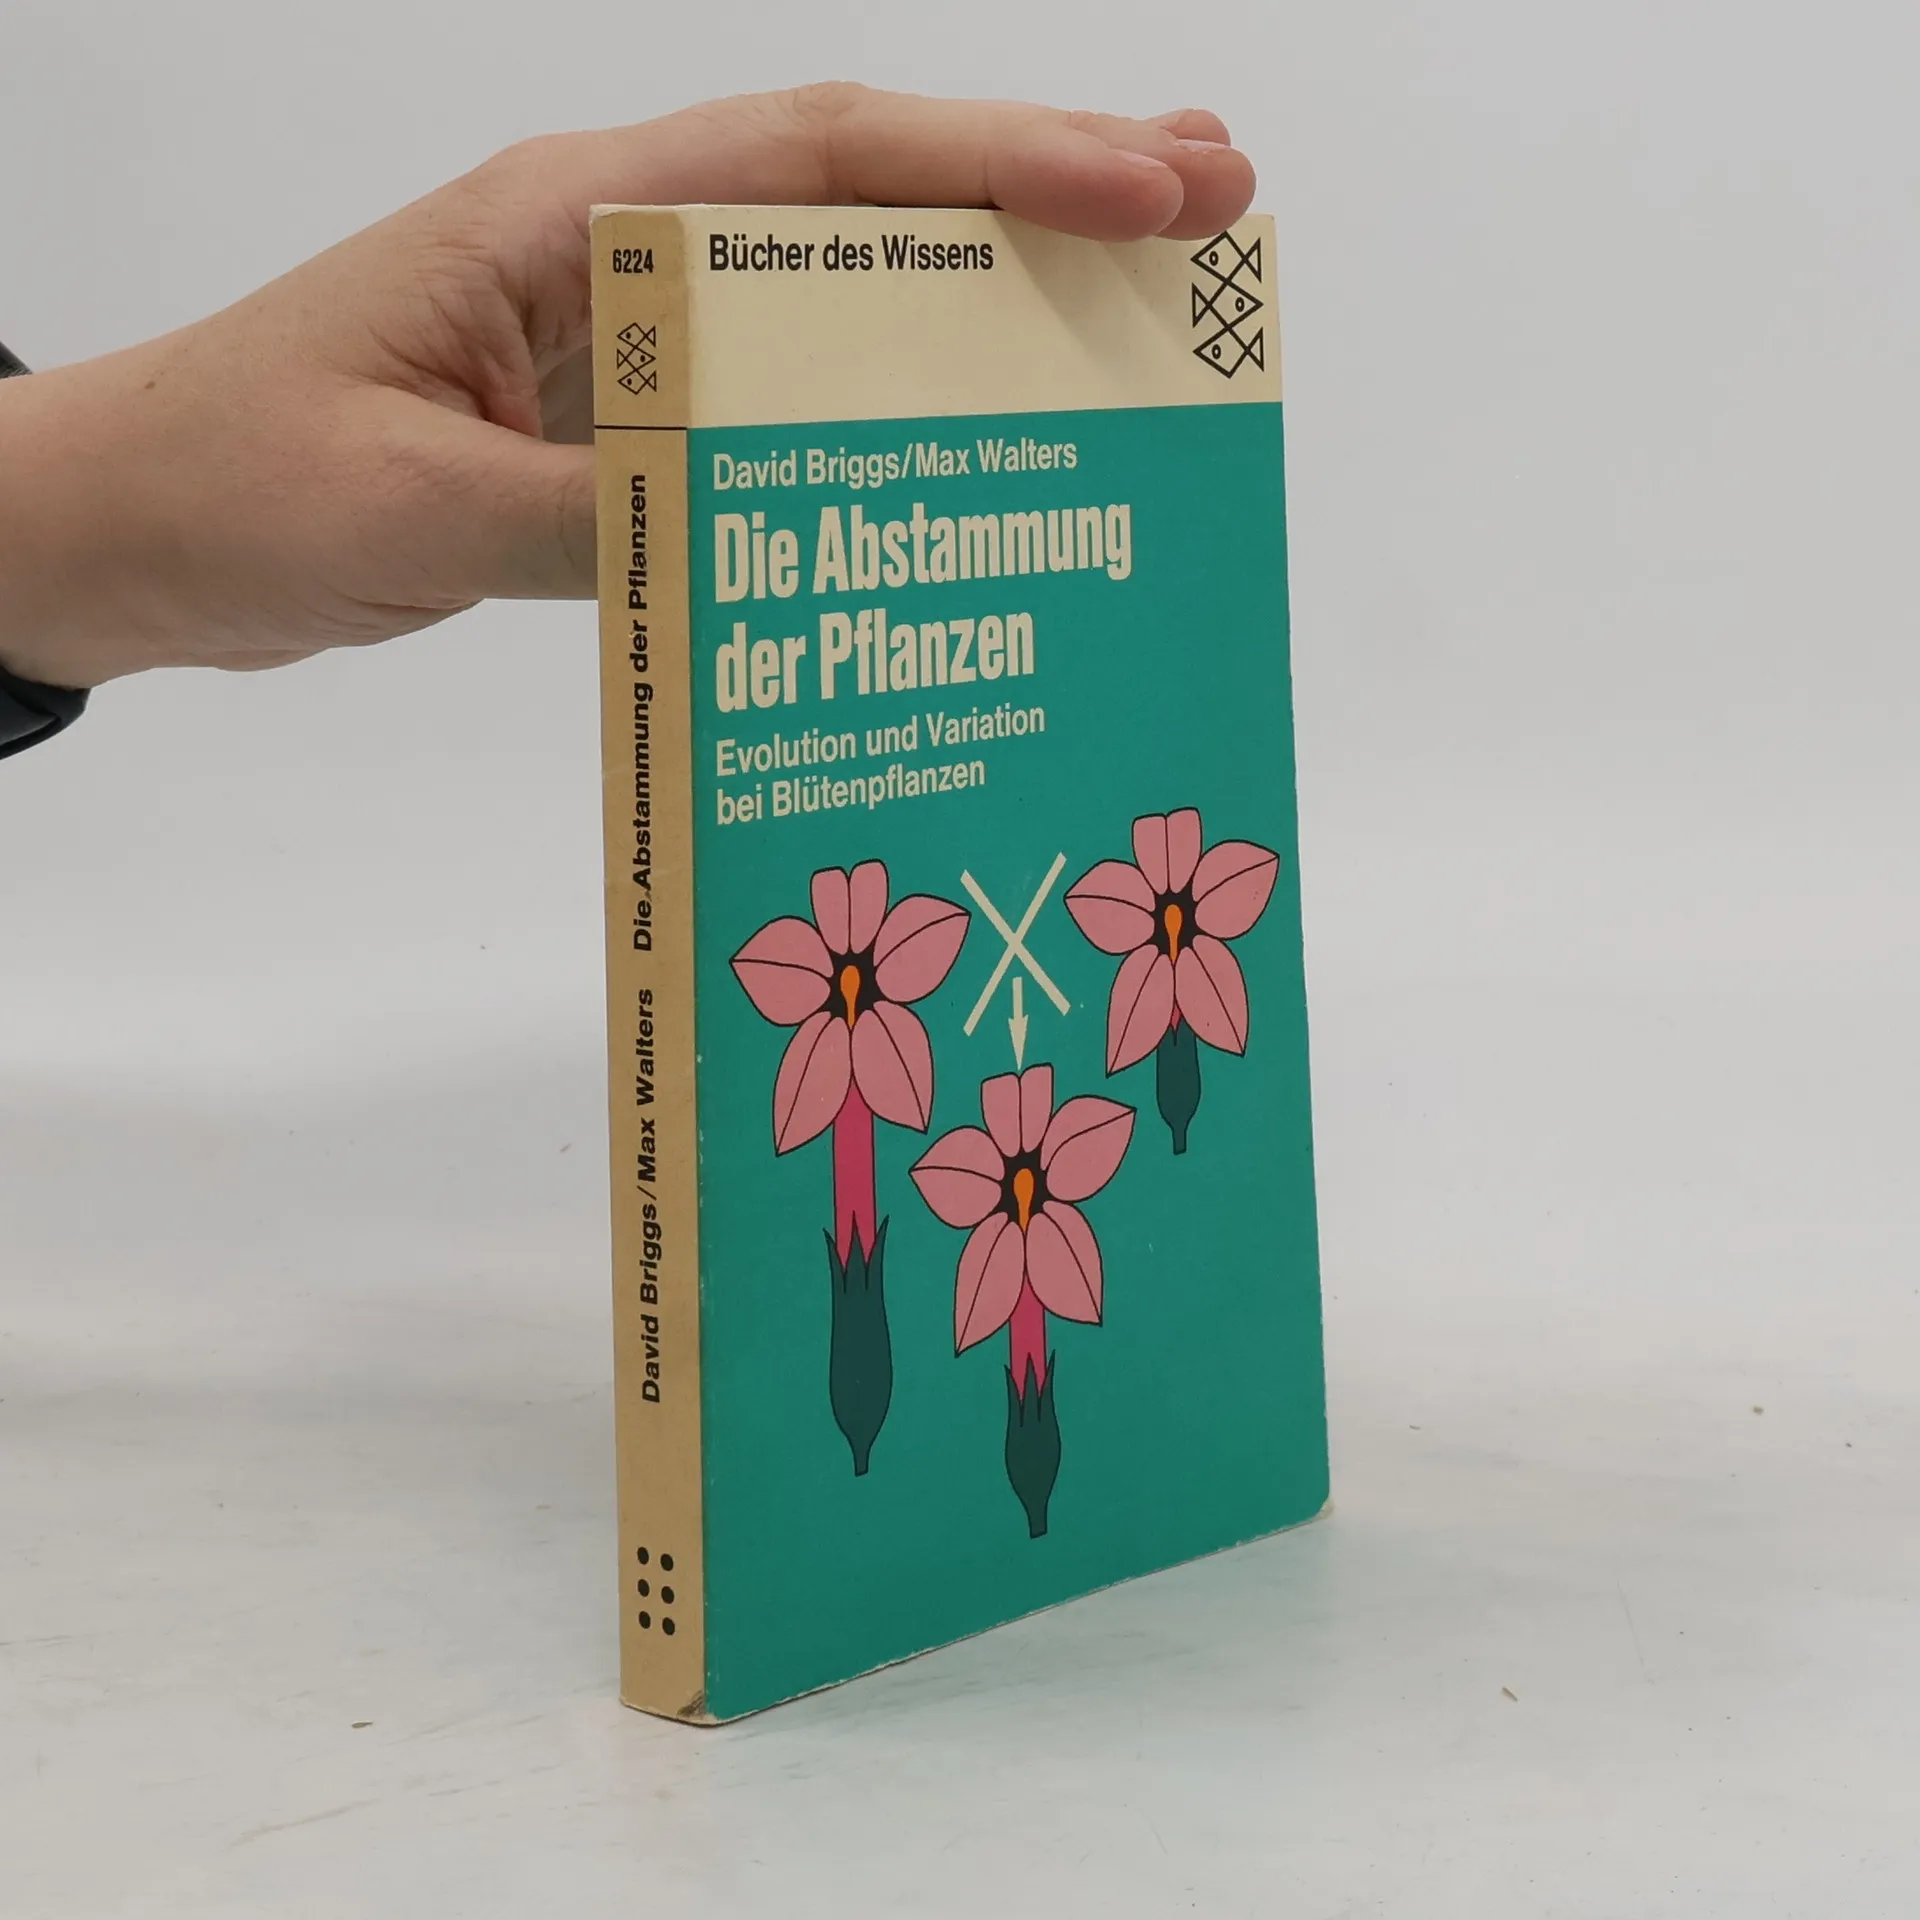 6224
David Briggs/Max Walters Die Abstammung der Pflanzen
Bücher des Wissens
David Briggs/Max Walters
Die Abstammung
der Pflanzen
Evolution und Variation
bei Blütenpflanzen